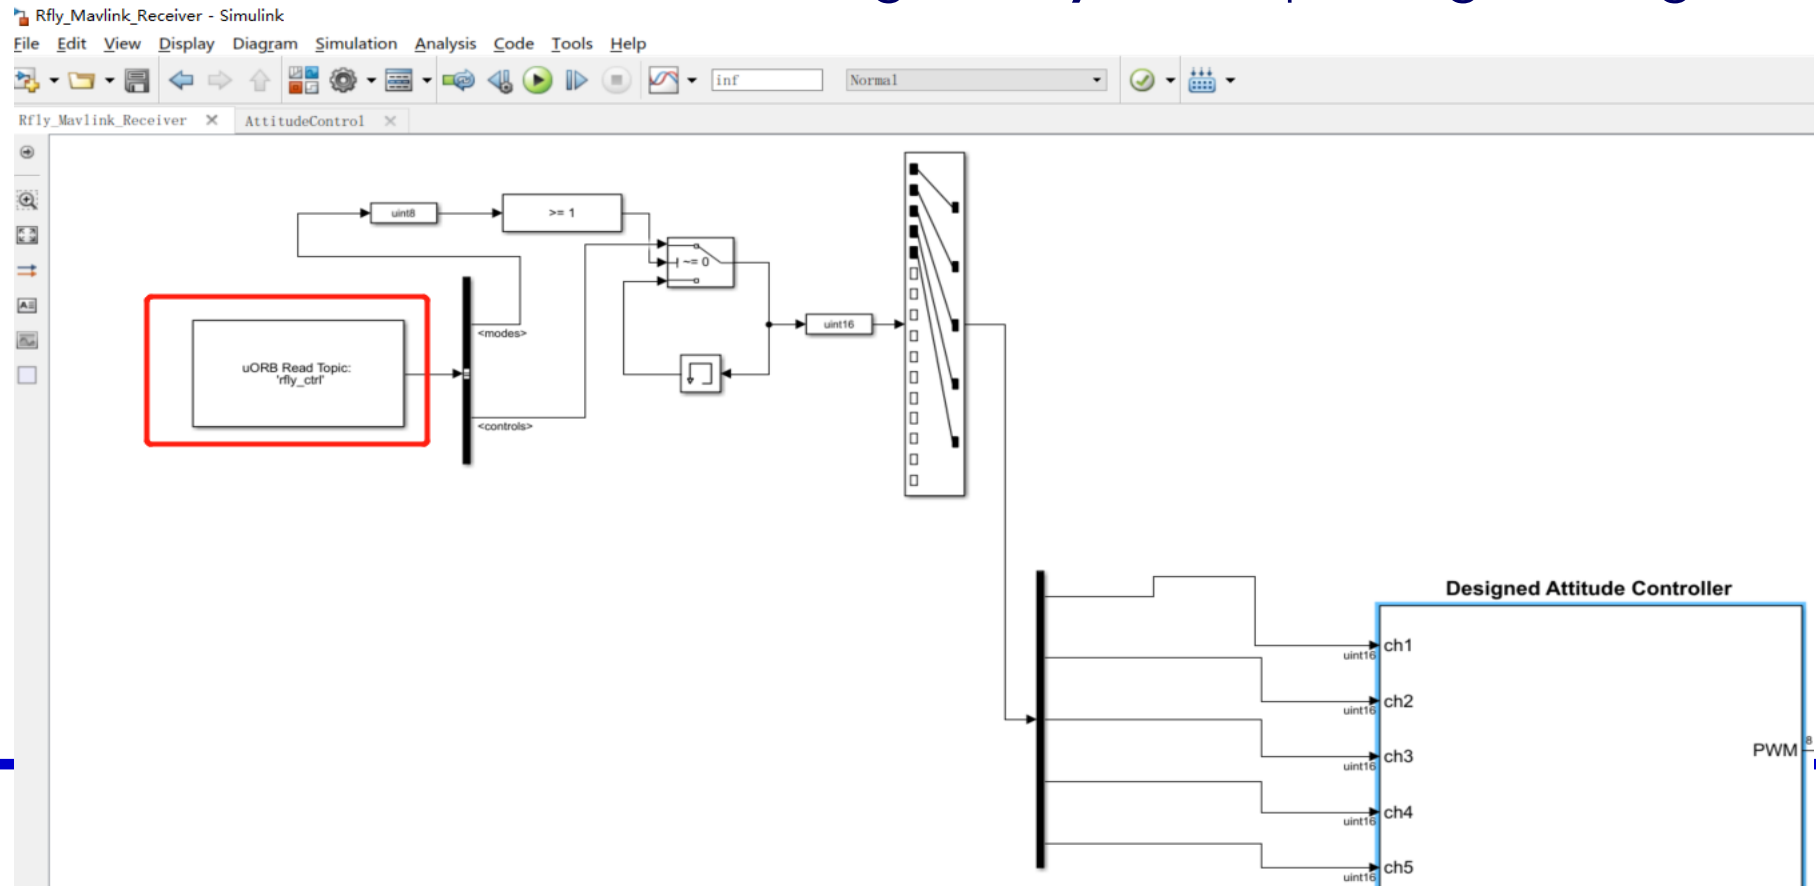 Rfly_Mavlink_Receiver - Simulink
File Edit View Display Diagram Simulation Analysis Code Tools Help
inf Normal
Rfly_Mavlink_Receiver AttitudeControl
uint8
>= 1
~= 0
<modes>
uint16
uORB Read Topic:
'rfly_ctrl'
<controls>
Designed Attitude Controller
ch1
uint16
ch2
uint16
ch3
uint16
PWM
8
ch4
uint16
ch5
uint16